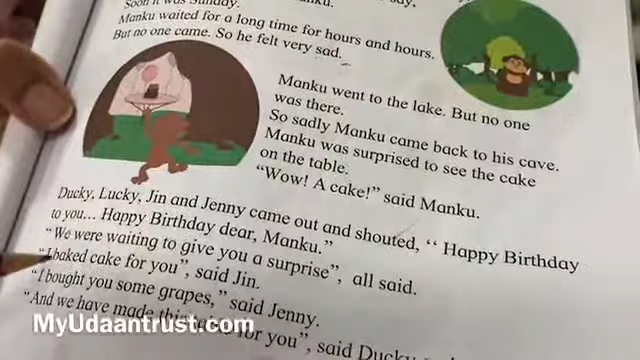 Soon it was Sunday.
Manku waited for a long time for hours and hours.
But no one came. So he felt very sad.
Manku went to the lake. But no one
was there.
So sadly Manku came back to his cave.
Manku was surprised to see the cake
on the table.
“Wow! A cake!” said Manku.
Ducky, Lucky, Jin and Jenny came out and shouted, “ Happy Birthday
to you... Happy Birthday dear, Manku.”
“We were waiting to give you a surprise”, all said.
“I baked cake for you”, said Jin.
“I bought you some grapes,” said Jenny.
“And we have made this for you”, said Ducky
MyUdaantrust.com